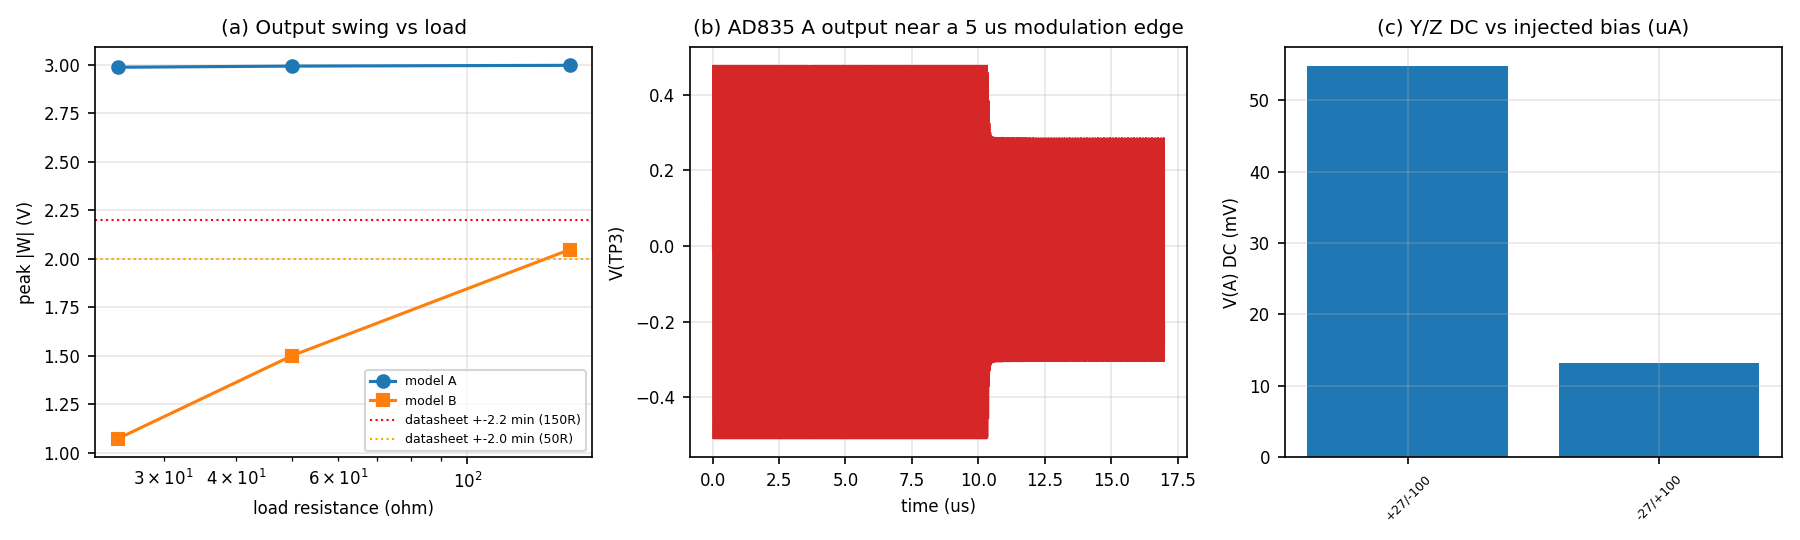 (a) Output swing vs load
peak |W| (V)
3.00
2.75
2.50
2.25
2.00
1.75
1.50
1.25
1.00
model A
model B
datasheet +-2.2 min (150R)
datasheet +-2.0 min (50R)
3 × 10¹
4 × 10¹
6 × 10¹
10²
load resistance (ohm)
(b) AD835 A output near a 5 us modulation edge
V(TP3)
0.4
0.2
0.0
−0.2
−0.4
0.0
2.5
5.0
7.5
10.0
12.5
15.0
17.5
time (us)
(c) Y/Z DC vs injected bias (uA)
V(A) DC (mV)
50
40
30
20
10
0
+27/-100
-27/+100